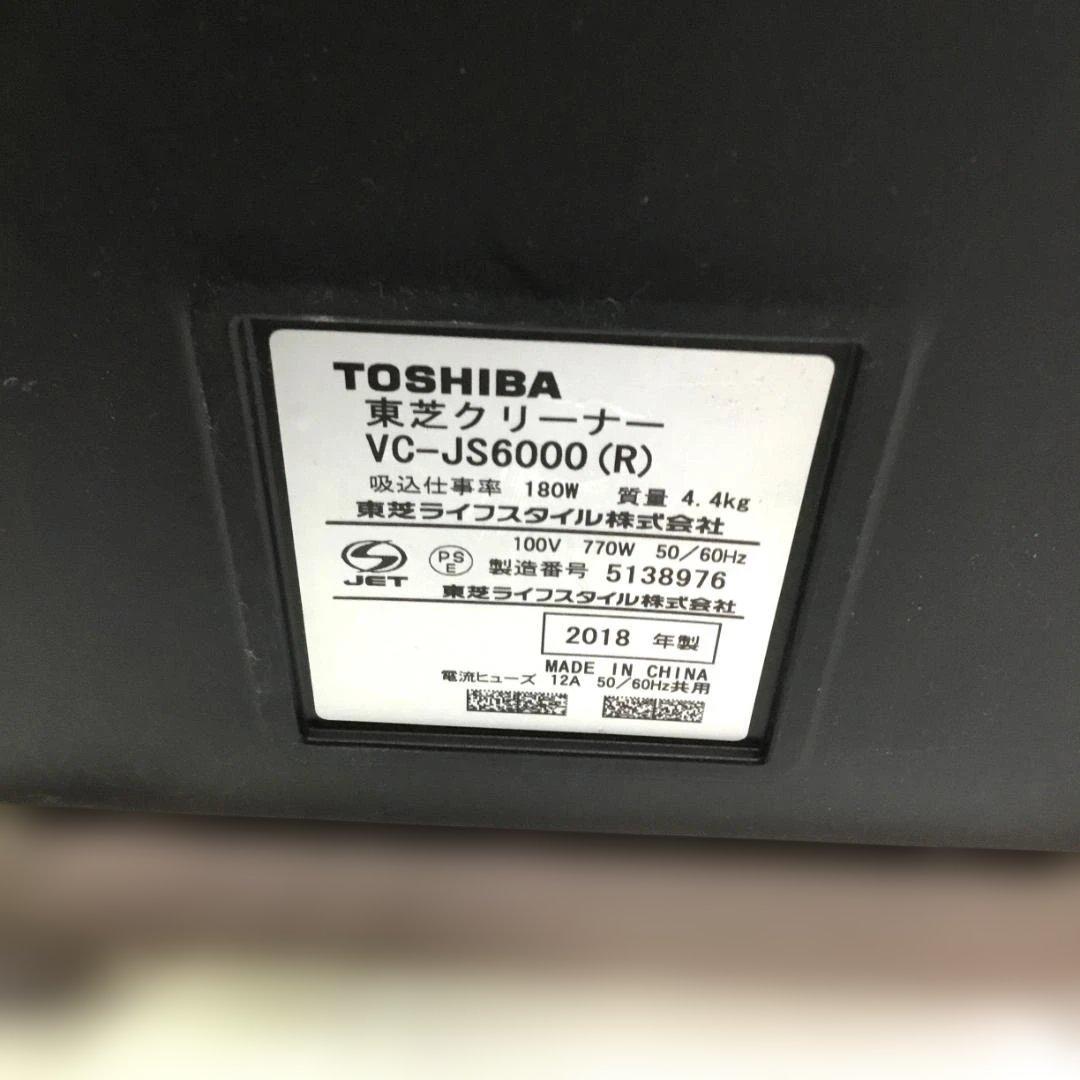 TOSHIBA
東芝クリーナー
VC-JS6000(R)
吸込仕事率 180W 質量 4.4kg
東芝ライフスタイル株式会社
100V 770W 50/60Hz
JET PSE 製造番号 5138976
東芝ライフスタイル株式会社
2018 年製
MADE IN CHINA
電流ヒューズ 12A 50/60Hz共用